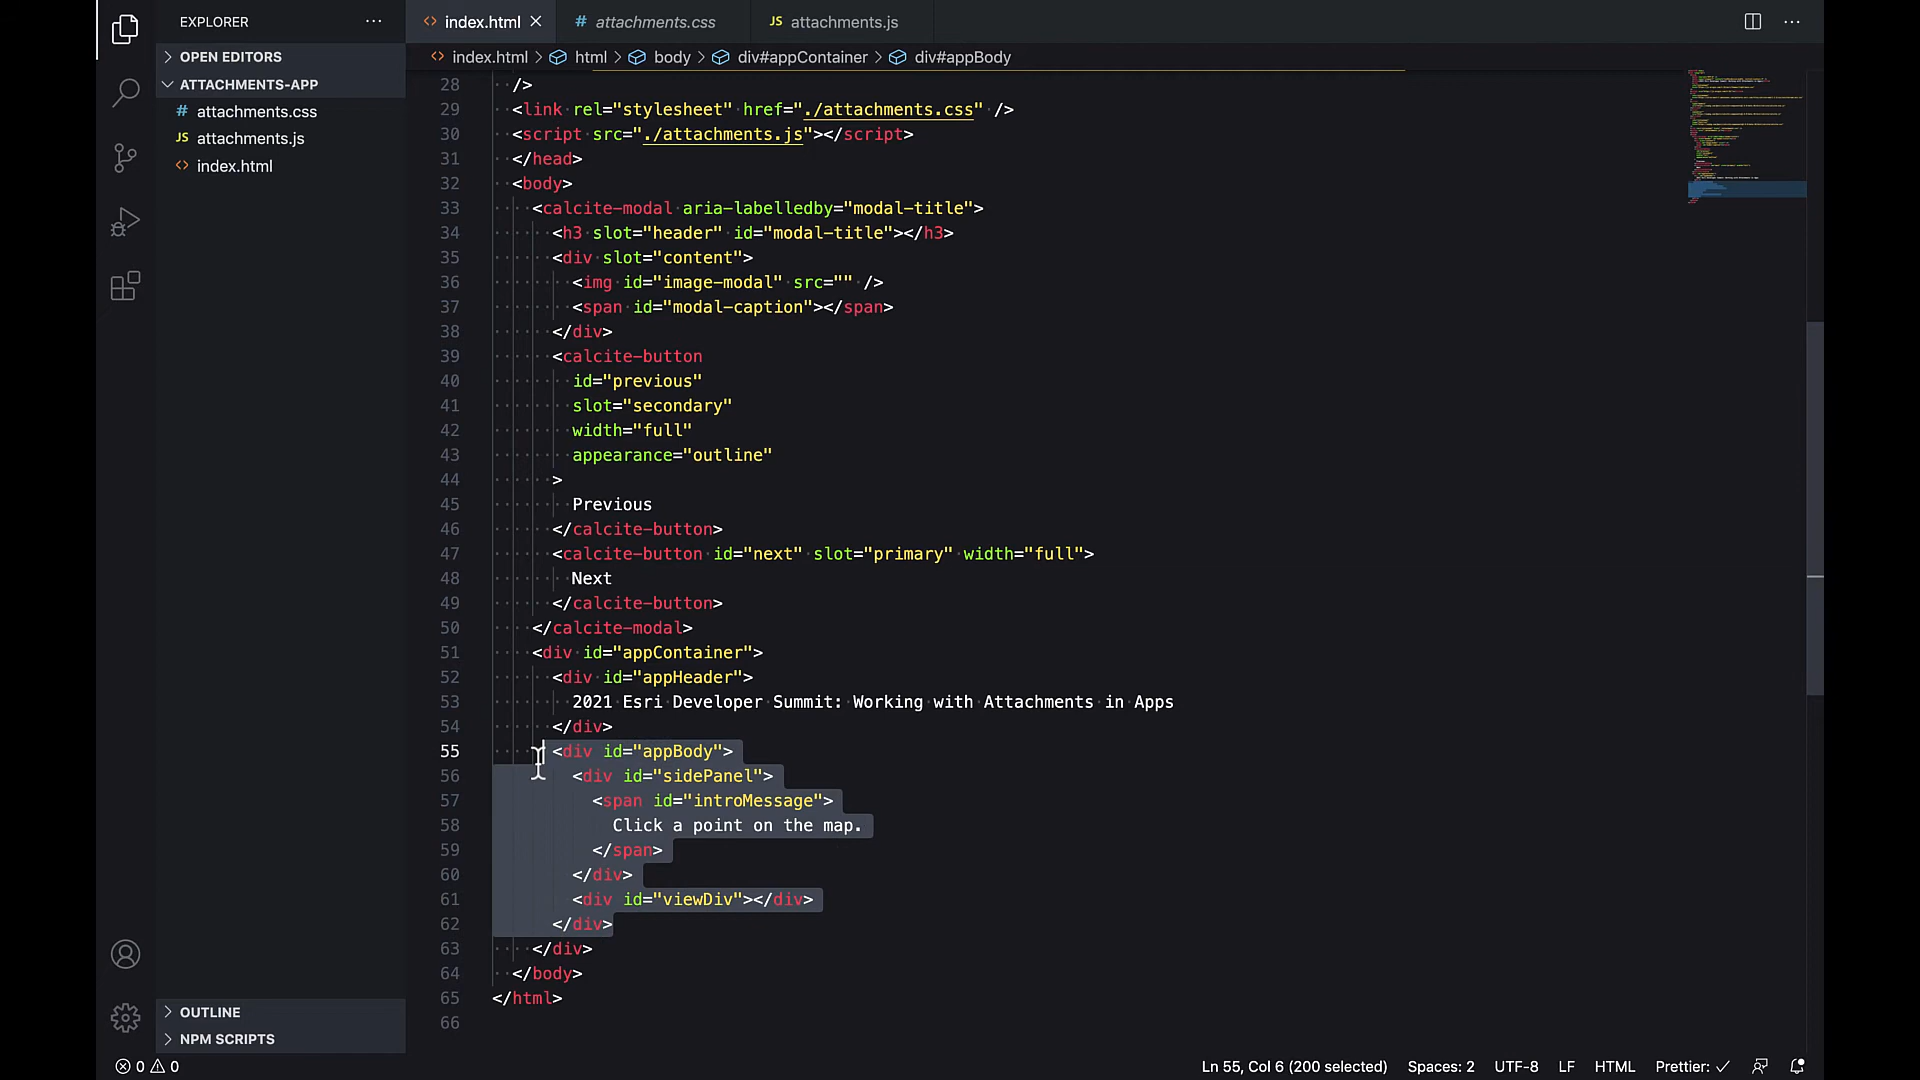 EXPLORER
OPEN EDITORS
ATTACHMENTS-APP
# attachments.css
JS attachments.js
<> index.html
OUTLINE
NPM SCRIPTS
<> index.html
# attachments.css
JS attachments.js
<> index.html > html > body > div#appContainer > div#appBody
28 />
29 <link rel="stylesheet" href="./attachments.css" />
30 <script src="./attachments.js"></script>
31 </head>
32 <body>
33 <calcite-modal aria-labelledby="modal-title">
34 <h3 slot="header" id="modal-title"></h3>
35 <div slot="content">
36 <img id="image-modal" src="" />
37 <span id="modal-caption"></span>
38 </div>
39 <calcite-button
40 id="previous"
41 slot="secondary"
42 width="full"
43 appearance="outline"
44 >
45 Previous
46 </calcite-button>
47 <calcite-button id="next" slot="primary" width="full">
48 Next
49 </calcite-button>
50 </calcite-modal>
51 <div id="appContainer">
52 <div id="appHeader">
53 2021 Esri Developer Summit: Working with Attachments in Apps
54 </div>
55 <div id="appBody">
56 <div id="sidePanel">
57 <span id="introMessage">
58 Click a point on the map.
59 </span>
60 </div>
61 <div id="viewDiv"></div>
62 </div>
63 </div>
64 </body>
65 </html>
66
0 0
Ln 55, Col 6 (200 selected) Spaces: 2 UTF-8 LF HTML Prettier: ✓